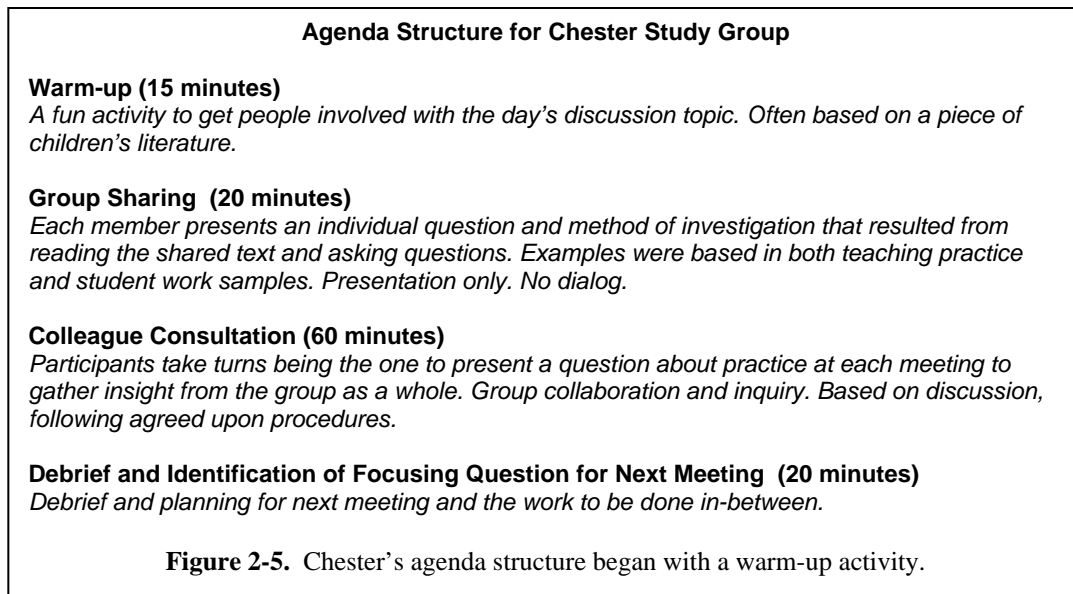 Agenda Structure for Chester Study Group
Warm-up (15 minutes)
A fun activity to get people involved with the day's discussion topic. Often based on a piece of
children's literature.
Group Sharing  (20 minutes)
Each member presents an individual question and method of investigation that resulted from
reading the shared text and asking questions. Examples were based in both teaching practice
and student work samples. Presentation only. No dialog.
Colleague Consultation (60 minutes)
Participants take turns being the one to present a question about practice at each meeting to
gather insight from the group as a whole. Group collaboration and inquiry. Based on discussion,
following agreed upon procedures.
Debrief and Identification of Focusing Question for Next Meeting  (20 minutes)
Debrief and planning for next meeting and the work to be done in-between.
Figure 2-5.  Chester's agenda structure began with a warm-up activity.